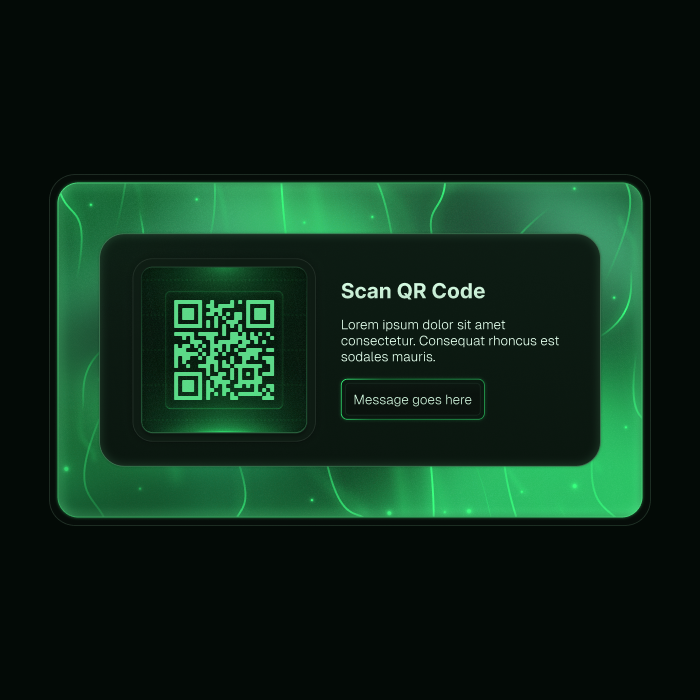 Scan QR Code
Lorem ipsum dolor sit amet
consectetur. Consequat rhoncus est
sodales mauris.
Message goes here